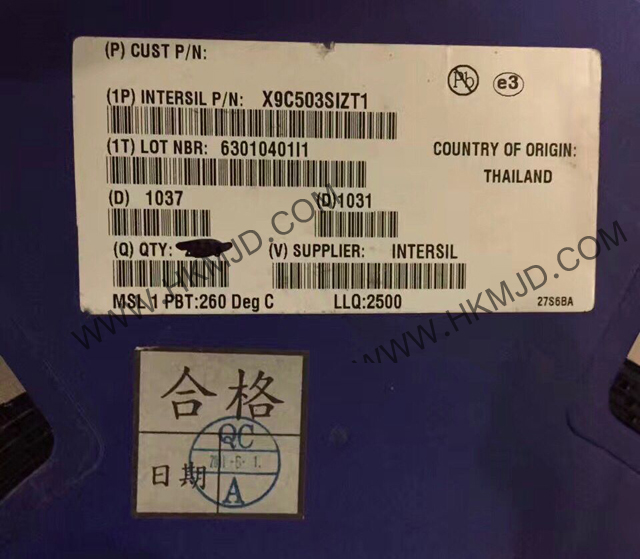 (P) CUST P/N:
Pb e3
(1P) INTERSIL P/N: X9C503SIZT1
(1T) LOT NBR: 63010401I1
COUNTRY OF ORIGIN:
THAILAND
(D) 1037 (D)1031
(Q) QTY: (V) SUPPLIER: INTERSIL
MSL 1 PBT:260 Deg C LLQ:2500
27S6BA
WWW.HKMJD.COM
WWW.HKMJD.COM
合格
日期
QC
A